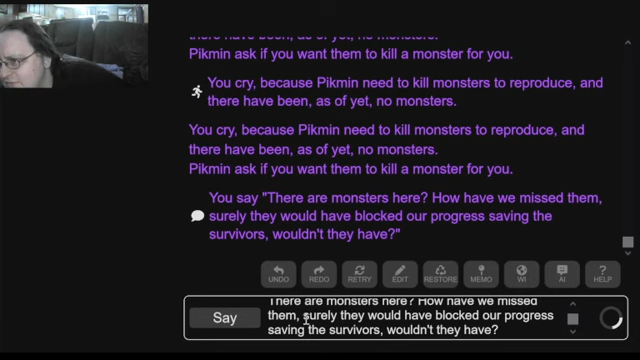 there have been, as of yet, no monsters.
Pikmin ask if you want them to kill a monster for you.
You cry, because Pikmin need to kill monsters to reproduce, and
there have been, as of yet, no monsters.
You cry, because Pikmin need to kill monsters to reproduce, and
there have been, as of yet, no monsters.
Pikmin ask if you want them to kill a monster for you.
You say "There are monsters here? How have we missed them,
surely they would have blocked our progress saving the
survivors, wouldn't they have?"
UNDO REDO RETRY EDIT RESTORE MEMO WI AI HELP
Say
There are monsters here? How have we missed
them, surely they would have blocked our progress
saving the survivors, wouldn't they have?